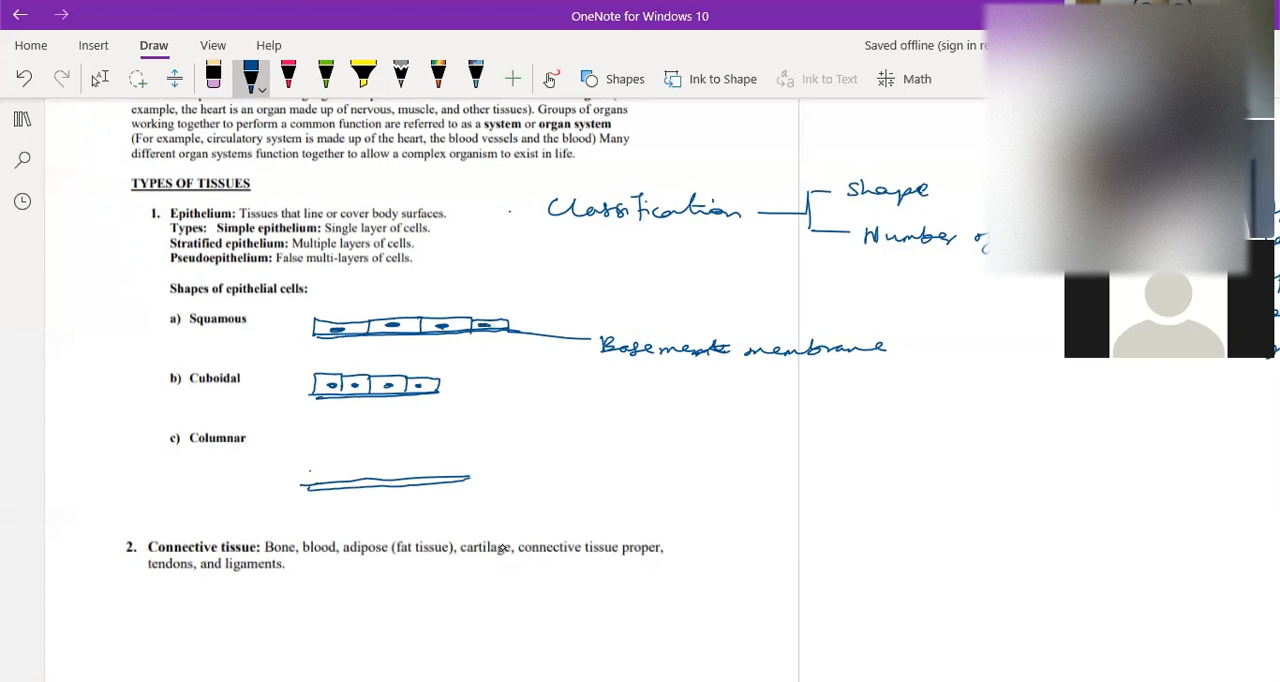 OneNote for Windows 10
Home Insert Draw View Help
Saved offline (sign in re
Shapes Ink to Shape Ink to Text Math
example, the heart is an organ made up of nervous, muscle, and other tissues). Groups of organs
working together to perform a common function are referred to as a system or organ system
(For example, circulatory system is made up of the heart, the blood vessels and the blood) Many
different organ systems function together to allow a complex organism to exist in life.
TYPES OF TISSUES
1. Epithelium: Tissues that line or cover body surfaces.
Types: Simple epithelium: Single layer of cells.
Stratified epithelium: Multiple layers of cells.
Pseudoepithelium: False multi-layers of cells.
Classification
Shape
Number
Shapes of epithelial cells:
a) Squamous
Basement membrane
b) Cuboidal
c) Columnar
2. Connective tissue: Bone, blood, adipose (fat tissue), cartilage, connective tissue proper,
tendons, and ligaments.